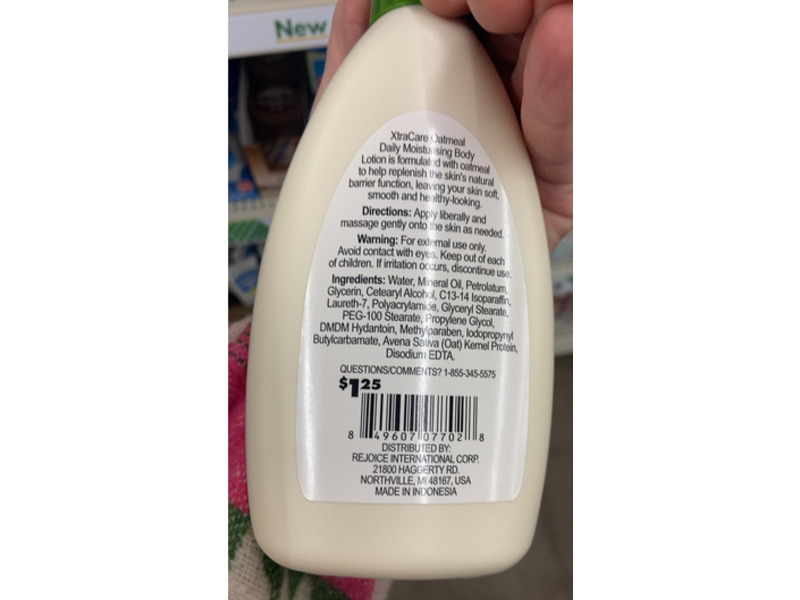 New
XtraCare Oatmeal
Daily Moisturising Body
Lotion is formulated with oatmeal
to help replenish the skin's natural
barrier function, leaving your skin soft,
smooth and healthy-looking.
Directions: Apply liberally and
massage gently onto the skin as needed.
Warning: For external use only.
Avoid contact with eyes. Keep out of each
of children. If irritation occurs, discontinue use.
Ingredients: Water, Mineral Oil, Petrolatum,
Glycerin, Cetearyl Alcohol, C13-14 Isoparaffin,
Laureth-7, Polyacrylamide, Glyceryl Stearate,
PEG-100 Stearate, Propylene Glycol,
DMDM Hydantoin, Methylparaben, Iodopropynyl
Butylcarbamate, Avena Sativa (Oat) Kernel Protein,
Disodium EDTA.
QUESTIONS/COMMENTS? 1-855-345-5575
$1.25
8 49607 07702 8
DISTRIBUTED BY:
REJOICE INTERNATIONAL CORP.
21800 HAGGERTY RD.
NORTHVILLE, MI 48167, USA
MADE IN INDONESIA